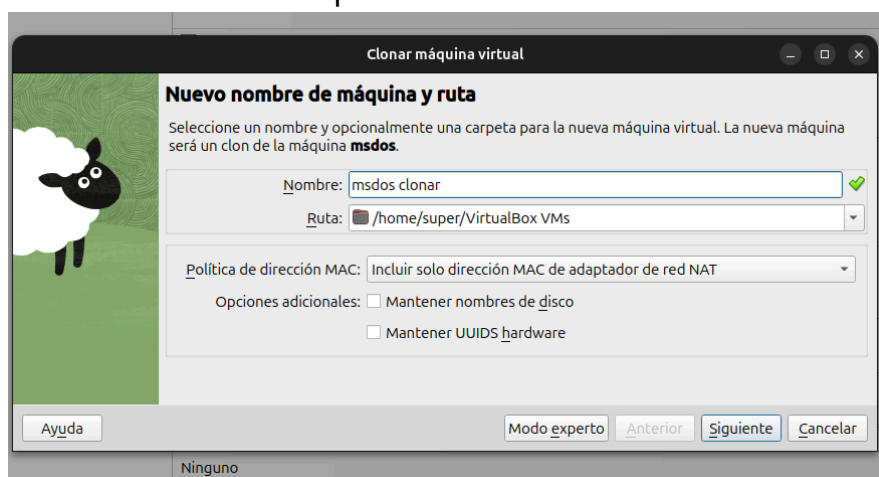 Clonar máquina virtual
Nuevo nombre de máquina y ruta
Seleccione un nombre y opcionalmente una carpeta para la nueva máquina virtual. La nueva máquina
será un clon de la máquina msdos.
Nombre: msdos clonar
Ruta: /home/super/VirtualBox VMs
Política de dirección MAC: Incluir solo dirección MAC de adaptador de red NAT
Opciones adicionales: Mantener nombres de disco
Mantener UUIDS hardware
Ayuda Modo experto Anterior Siguiente Cancelar
Ninguno